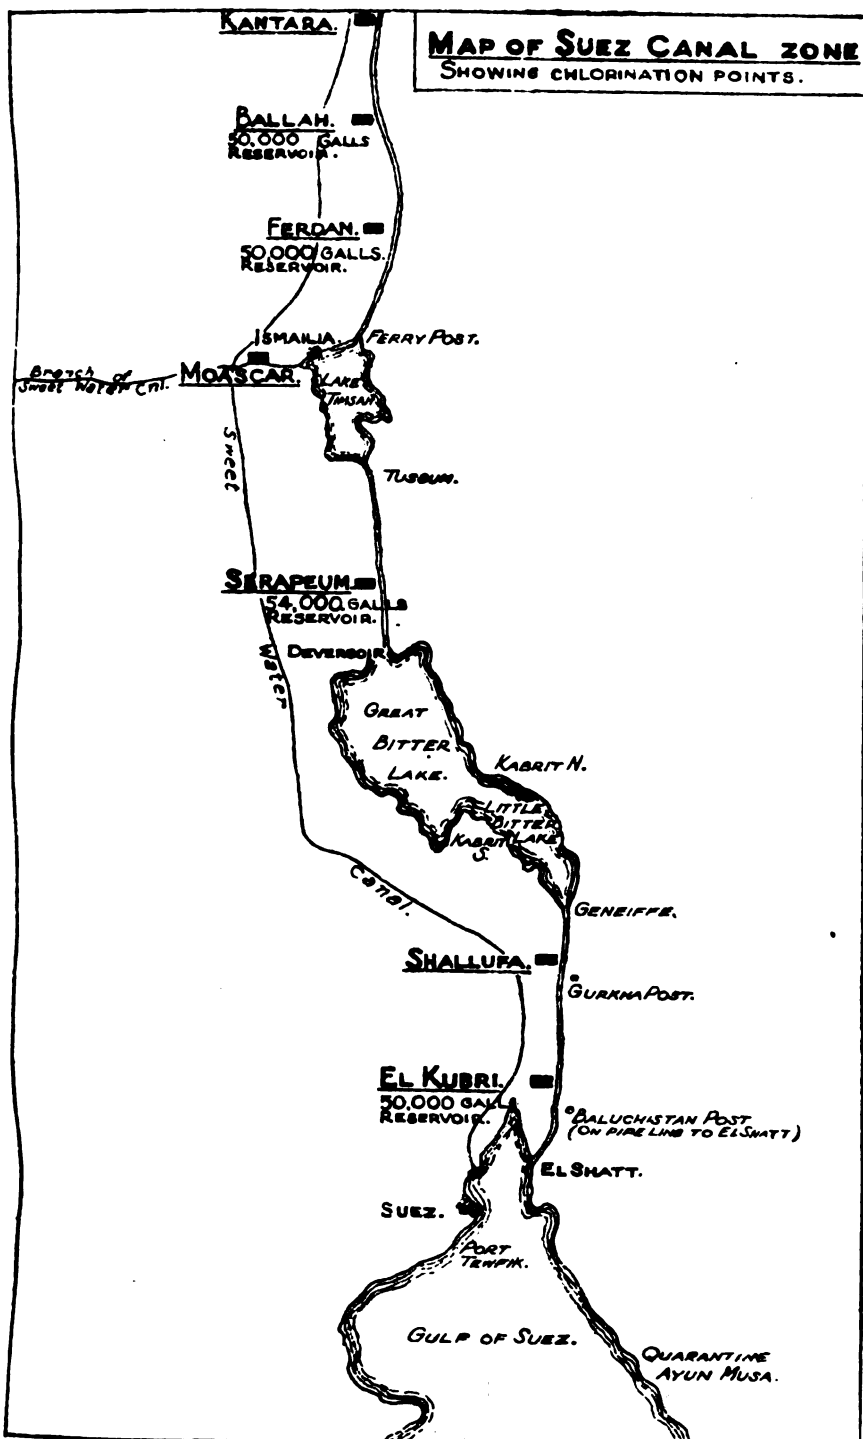 MAP OF SUEZ CANAL ZONE
SHOWING CHLORINATION POINTS.
KANTARA.
BALLAH.
50,000 GALLS
RESERVOIR.
FERDAN.
50,000 GALLS.
RESERVOIR.
ISMAILIA.
FERRY POST.
Branch of
Sweet Water Cnl.
MOASCAR.
LAKE
TIMSAH
Sweet
TUSSUM.
SERAPEUM
54,000 GALLS
RESERVOIR.
DEVERSOIR
Water
GREAT
BITTER
LAKE.
KABRIT N.
LITTLE
BITTER
LAKE
KABRIT
S.
Canal.
GENEIFFE.
SHALLUFA.
GURKHA POST.
EL KUBRI.
50,000 GALL
RESERVOIR.
BALUCHISTAN POST
(ON PIPE LINE TO EL SHATT)
EL SHATT.
SUEZ.
PORT
TEWFIK.
GULF OF SUEZ.
QUARANTINE
AYUN MUSA.